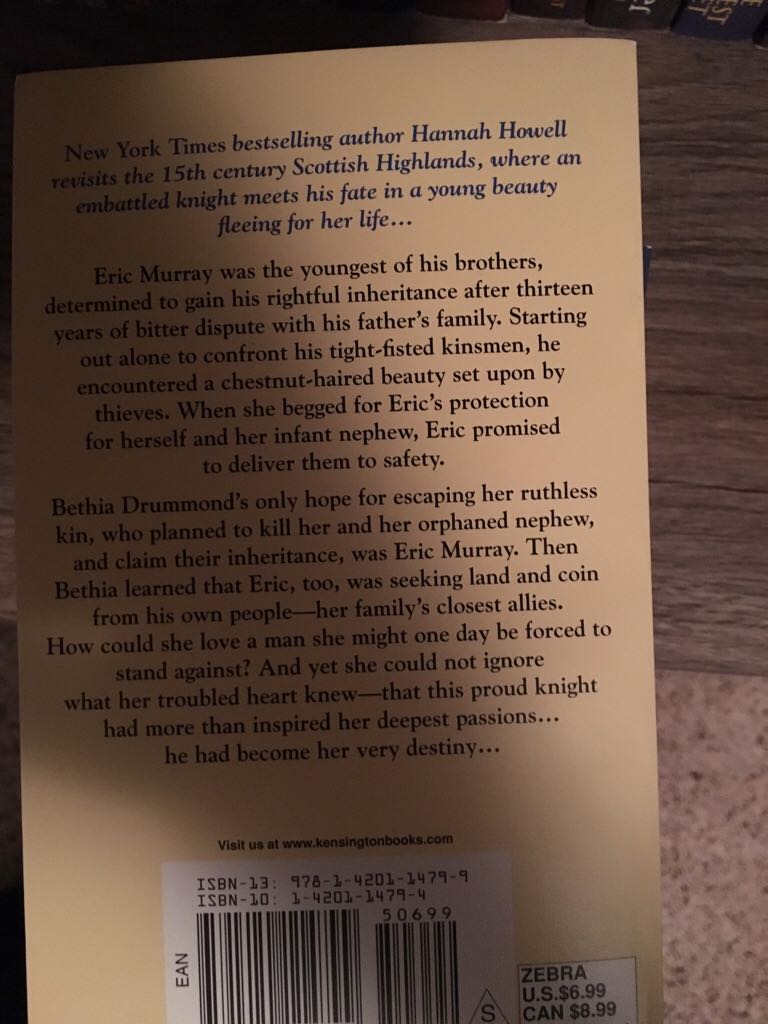 New York Times bestselling author Hannah Howell
revisits the 15th century Scottish Highlands, where an
embattled knight meets his fate in a young beauty
fleeing for her life...
Eric Murray was the youngest of his brothers,
determined to gain his rightful inheritance after thirteen
years of bitter dispute with his father's family. Starting
out alone to confront his tight-fisted kinsmen, he
encountered a chestnut-haired beauty set upon by
thieves. When she begged for Eric's protection
for herself and her infant nephew, Eric promised
to deliver them to safety.
Bethia Drummond's only hope for escaping her ruthless
kin, who planned to kill her and her orphaned nephew,
and claim their inheritance, was Eric Murray. Then
Bethia learned that Eric, too, was seeking land and coin
from his own people—her family's closest allies.
How could she love a man she might one day be forced to
stand against? And yet she could not ignore
what her troubled heart knew—that this proud knight
had more than inspired her deepest passions...
he had become her very destiny...
Visit us at www.kensingtonbooks.com
ISBN-13: 978-1-4201-1479-9
ISBN-10: 1-4201-1479-4
50699
EAN
S
ZEBRA
U.S.$6.99
CAN $8.99